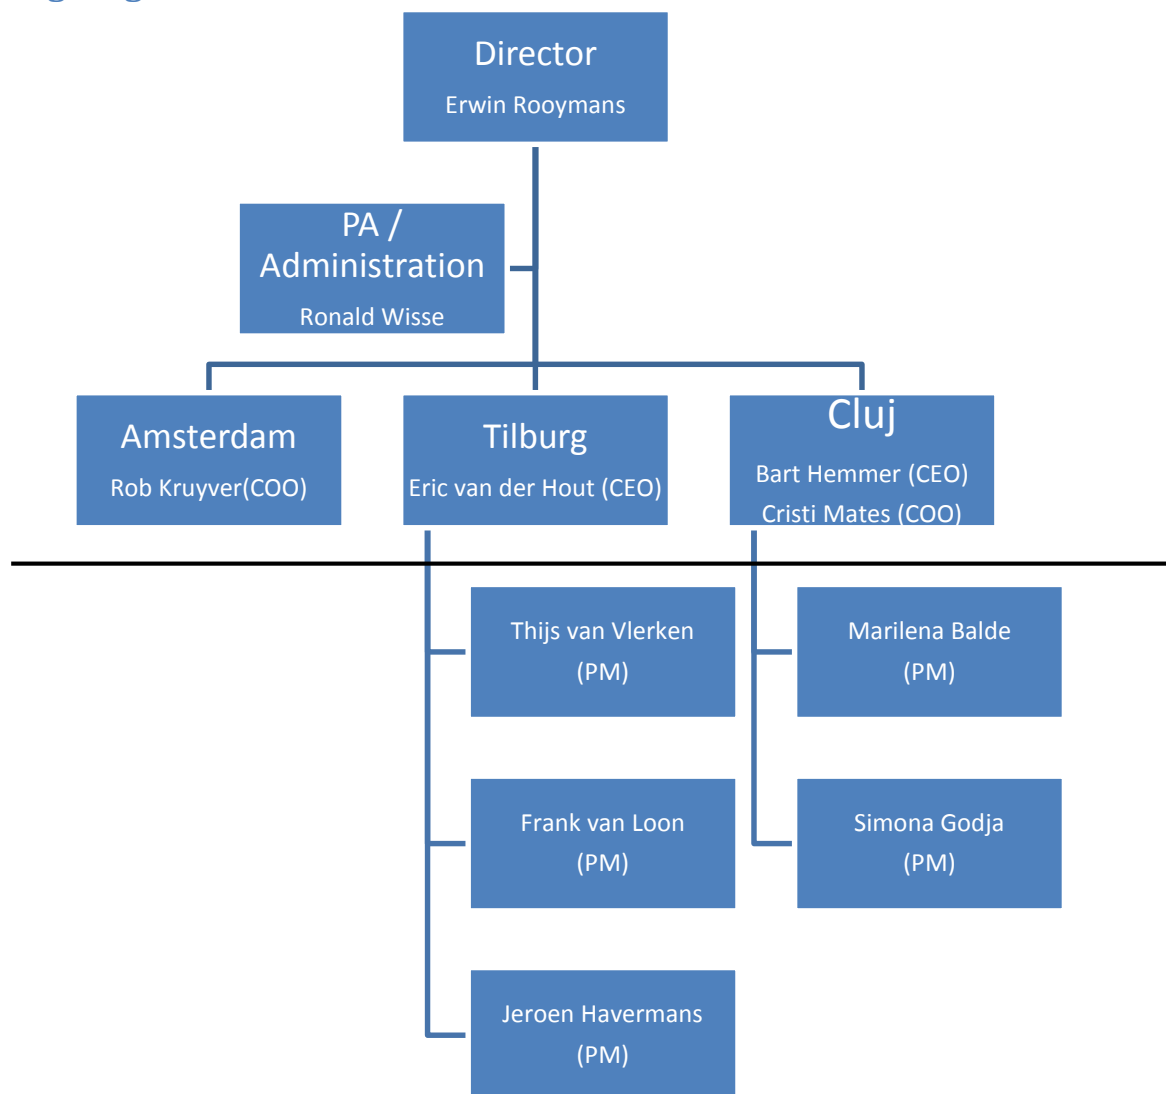 Director
Erwin Rooymans
PA /
Administration
Ronald Wisse
Amsterdam
Rob Kruyver(COO)
Tilburg
Eric van der Hout (CEO)
Cluj
Bart Hemmer (CEO)
Cristi Mates (COO)
Thijs van Vlerken
(PM)
Marilena Balde
(PM)
Frank van Loon
(PM)
Simona Godja
(PM)
Jeroen Havermans
(PM)